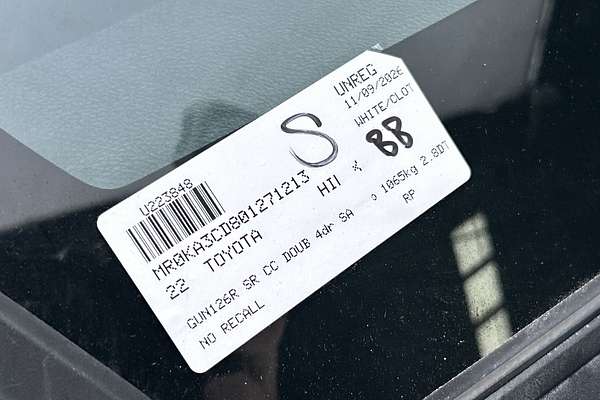 UNREG
11/09/2026
WHITE/CLOT
S
BB
U223848
MR0KA3CD801271213
22 TOYOTA HI
GUN126R SR CC DOUB 4dr SA 1065kg 2.8DT
NO RECALL RP